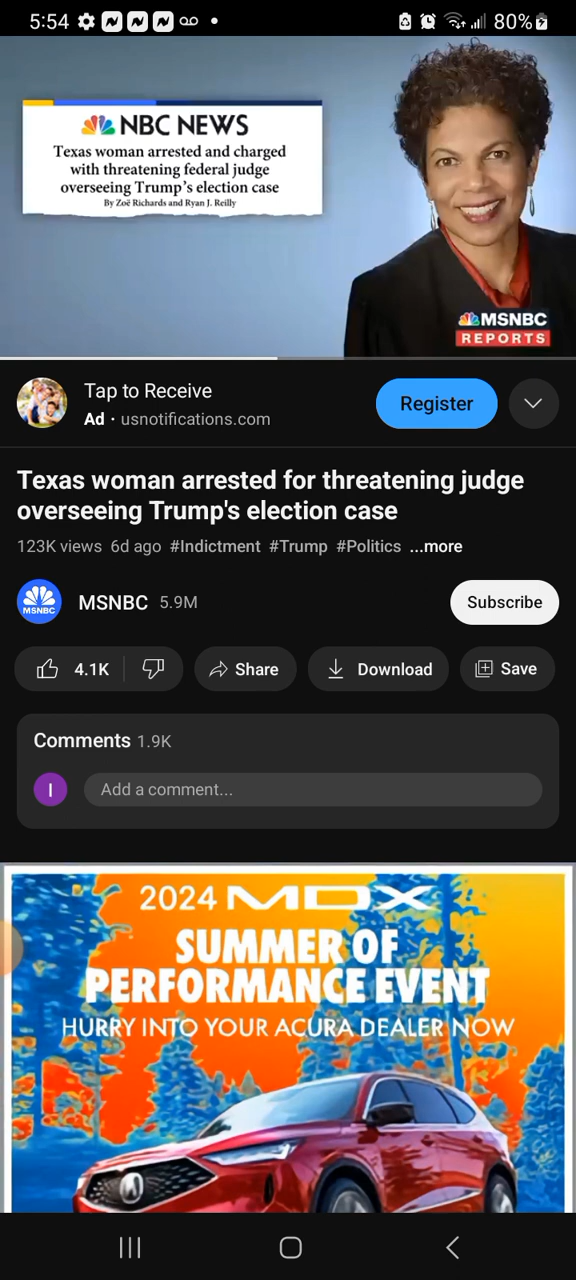 5:54
80%
NBC NEWS
Texas woman arrested and charged
with threatening federal judge
overseeing Trump's election case
By Zoë Richards and Ryan J. Reilly
MSNBC
REPORTS
Tap to Receive
Ad · usnotifications.com
Register
Texas woman arrested for threatening judge
overseeing Trump's election case
123K views 6d ago #Indictment #Trump #Politics ...more
MSNBC
MSNBC 5.9M
Subscribe
4.1K
Share
Download
Save
Comments 1.9K
I
Add a comment...
2024 MDX
SUMMER OF
PERFORMANCE EVENT
HURRY INTO YOUR ACURA DEALER NOW